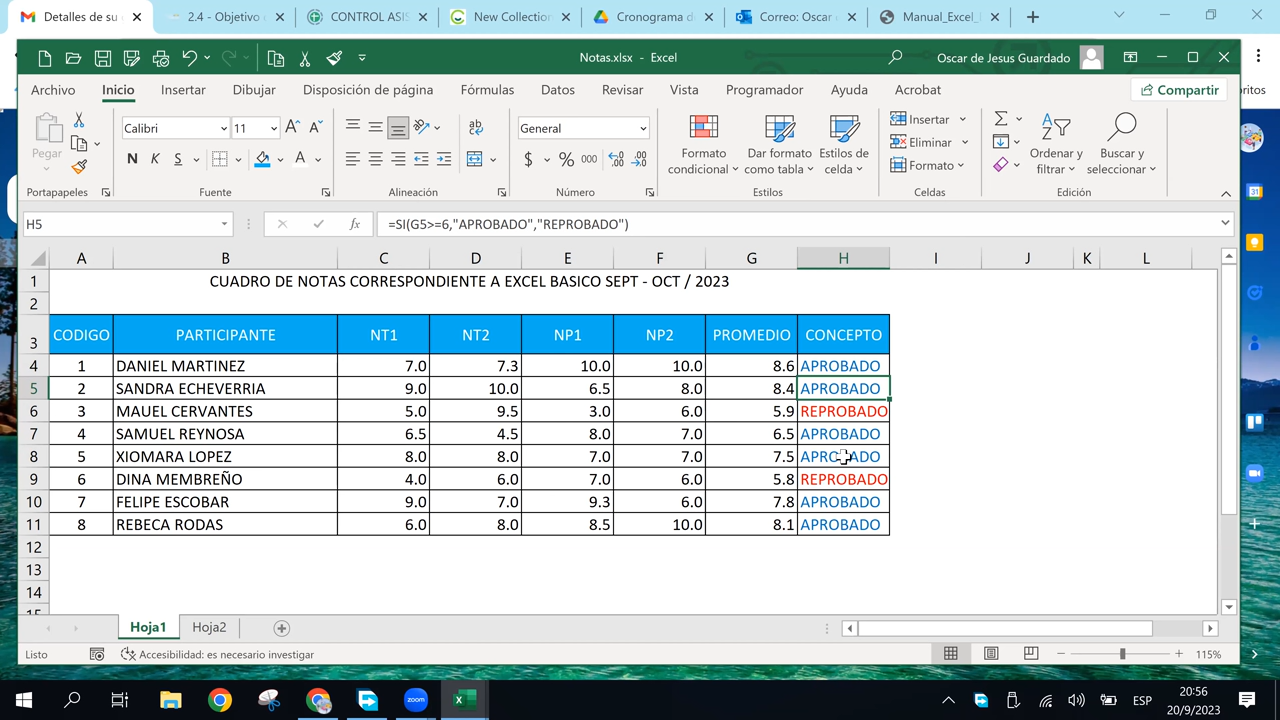 Detalles de su
2.4 - Objetivo
CONTROL ASIS
New Collection
Cronograma
Correo: Oscar
Manual_Excel_
Notas.xlsx - Excel
Oscar de Jesus Guardado
Archivo Inicio Insertar Dibujar Disposición de página Fórmulas Datos Revisar Vista Programador Ayuda Acrobat
Compartir
Pegar
Portapapeles
Calibri 11
N K S
Fuente
ab
Alineación
General
$ % 000
Número
Formato condicional
Dar formato como tabla
Estilos de celda
Estilos
Insertar
Eliminar
Formato
Celdas
Ordenar y filtrar
Buscar y seleccionar
Edición
H5
fx
=SI(G5>=6,"APROBADO","REPROBADO")
A B C D E F G H I J K L
1 CUADRO DE NOTAS CORRESPONDIENTE A EXCEL BASICO SEPT - OCT / 2023
2
3 CODIGO PARTICIPANTE NT1 NT2 NP1 NP2 PROMEDIO CONCEPTO
4 1 DANIEL MARTINEZ 7.0 7.3 10.0 10.0 8.6 APROBADO
5 2 SANDRA ECHEVERRIA 9.0 10.0 6.5 8.0 8.4 APROBADO
6 3 MAUEL CERVANTES 5.0 9.5 3.0 6.0 5.9 REPROBADO
7 4 SAMUEL REYNOSA 6.5 4.5 8.0 7.0 6.5 APROBADO
8 5 XIOMARA LOPEZ 8.0 8.0 7.0 7.0 7.5 APROBADO
9 6 DINA MEMBREÑO 4.0 6.0 7.0 6.0 5.8 REPROBADO
10 7 FELIPE ESCOBAR 9.0 7.0 9.3 6.0 7.8 APROBADO
11 8 REBECA RODAS 6.0 8.0 8.5 10.0 8.1 APROBADO
12
13
14
15
Hoja1 Hoja2
Listo
Accesibilidad: es necesario investigar
115%
zoom
ESP
20:56
20/9/2023